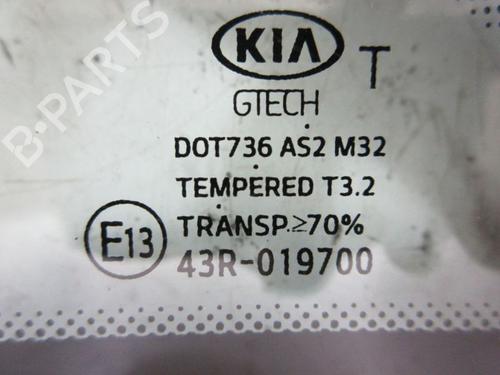 KIA T
GTECH
DOT736 AS2 M32
TEMPERED T3.2
TRANSP.≥70%
E13
43R-019700
B-PARTS